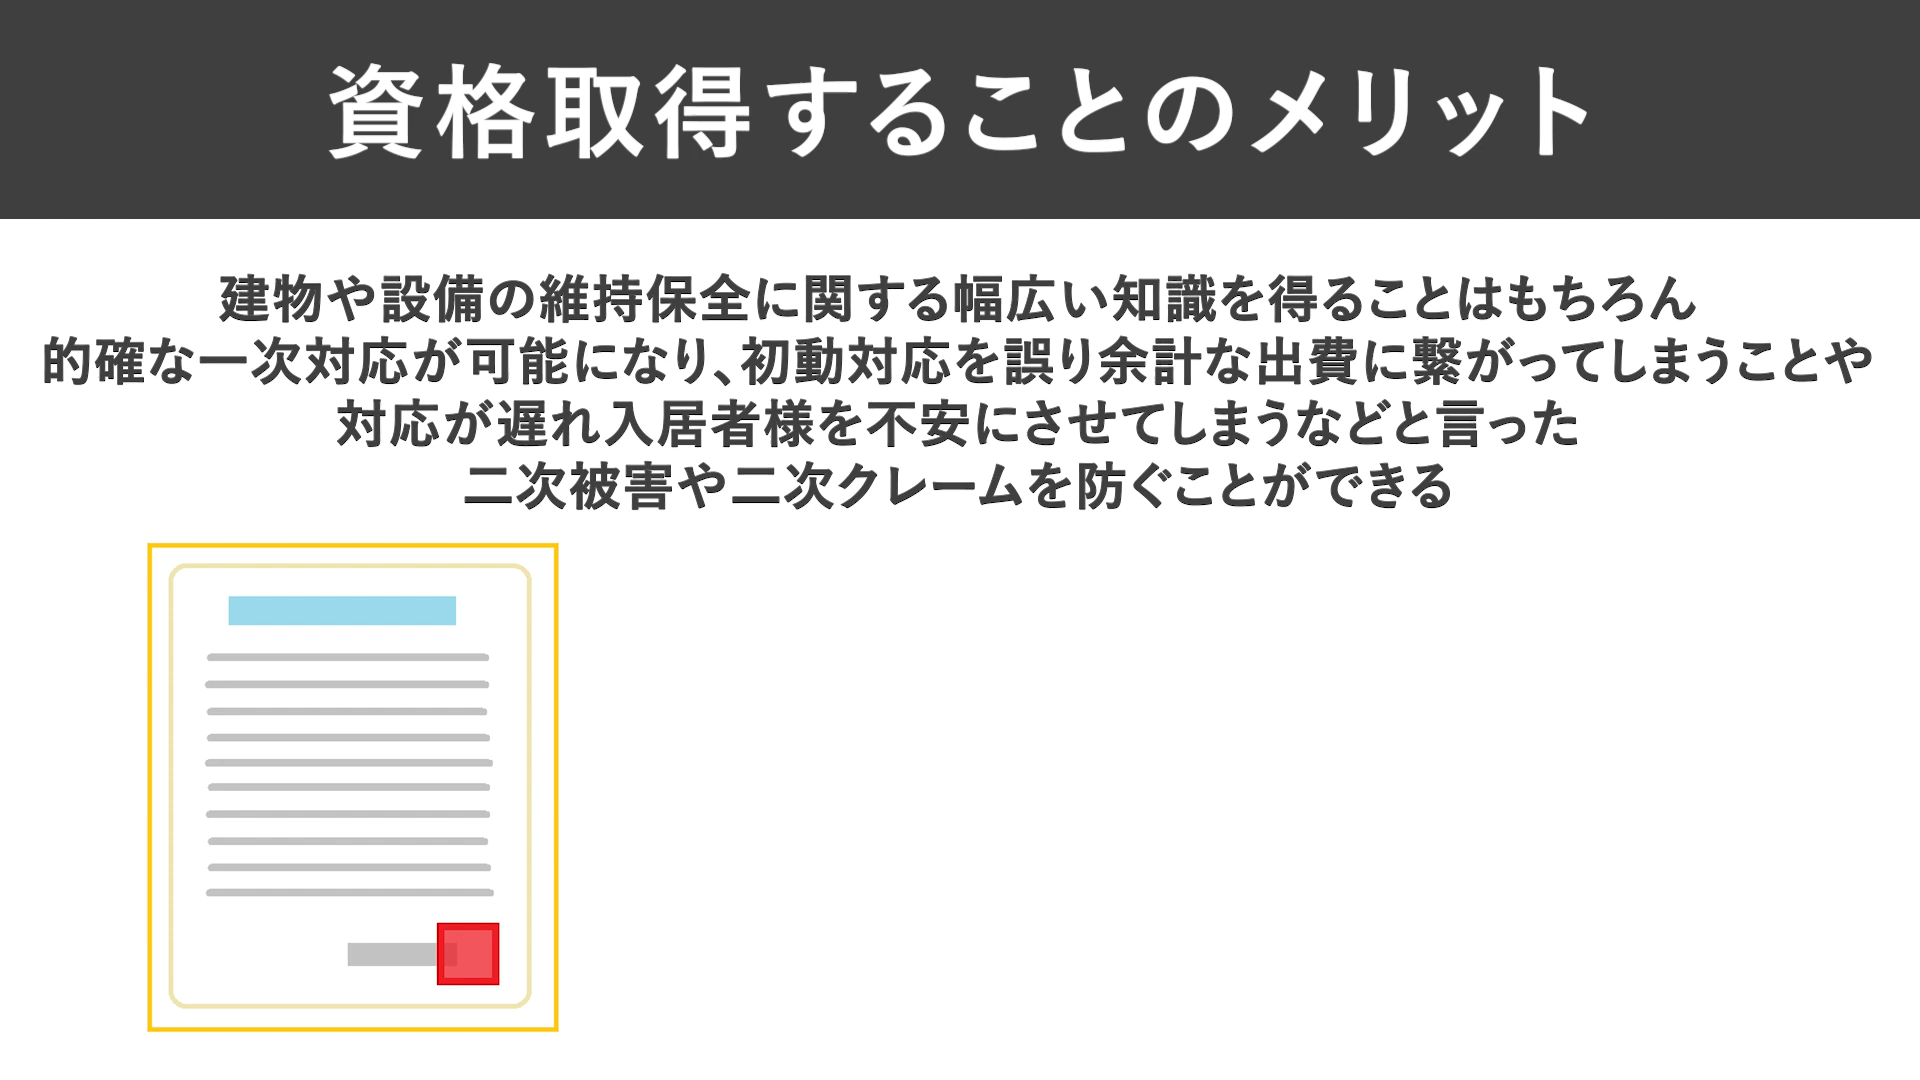 資格取得することのメリット
建物や設備の維持保全に関する幅広い知識を得ることはもちろん
的確な一次対応が可能になり、初動対応を誤り余計な出費に繋がってしまうことや
対応が遅れ入居者様を不安にさせてしまうなどと言った
二次被害や二次クレームを防ぐことができる